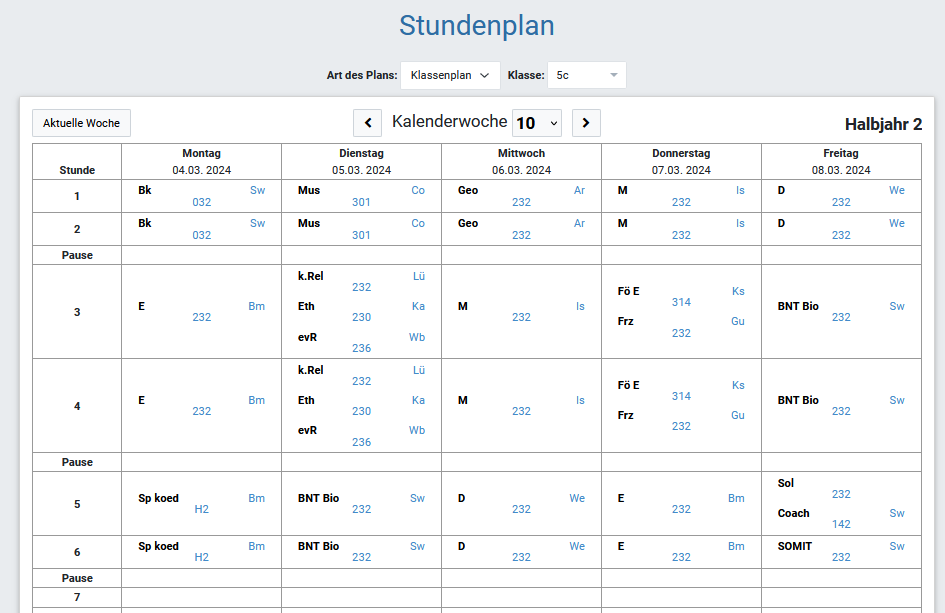 Stundenplan
Art des Plans: Klassenplan Klasse: 5c
Aktuelle Woche Kalenderwoche 10 Halbjahr 2
Stunde Montag 04.03. 2024 Dienstag 05.03. 2024 Mittwoch 06.03. 2024 Donnerstag 07.03. 2024 Freitag 08.03. 2024
1 Bk Sw 032 Mus Co 301 Geo Ar 232 M Is 232 D We 232
2 Bk Sw 032 Mus Co 301 Geo Ar 232 M Is 232 D We 232
Pause
3 E Bm 232 k.Rel Lü 232 Eth Ka 230 evR Wb 236 M Is 232 Fö E Ks 314 Frz Gu 232 BNT Bio Sw 232
4 E Bm 232 k.Rel Lü 232 Eth Ka 230 evR Wb 236 M Is 232 Fö E Ks 314 Frz Gu 232 BNT Bio Sw 232
Pause
5 Sp koed Bm H2 BNT Bio Sw 232 D We 232 E Bm 232 Sol 232 Coach Sw 142
6 Sp koed Bm H2 BNT Bio Sw 232 D We 232 E Bm 232 SOMIT Sw 232
Pause
7